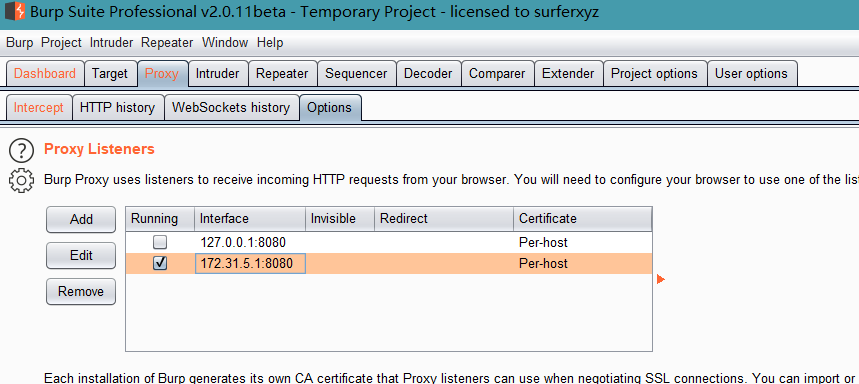 Burp Suite Professional v2.0.11beta - Temporary Project - licensed to surferxyz
Burp Project Intruder Repeater Window Help
Dashboard Target Proxy Intruder Repeater Sequencer Decoder Comparer Extender Project options User options
Intercept HTTP history WebSockets history Options
? Proxy Listeners
Burp Proxy uses listeners to receive incoming HTTP requests from your browser. You will need to configure your browser to use one of the
Add Running Interface Invisible Redirect Certificate
127.0.0.1:8080 Per-host
Edit 172.31.5.1:8080 Per-host
Remove
Each installation of Burp generates its own CA certificate that Proxy listeners can use when negotiating SSL connections. You can import or